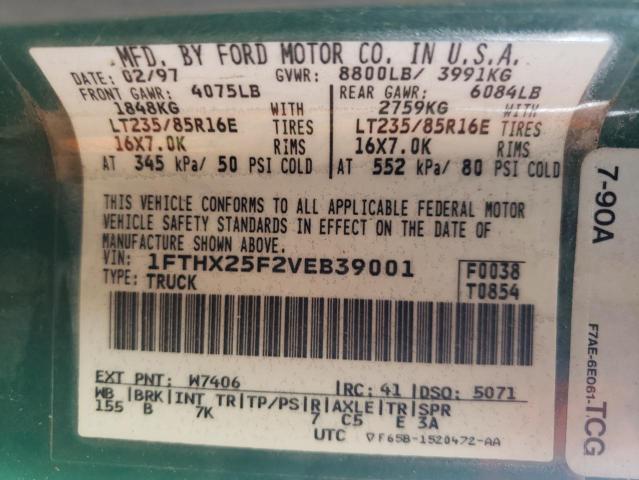 MFD. BY FORD MOTOR CO. IN U.S.A.
DATE: 02/97 GVWR: 8800LB/ 3991KG
FRONT GAWR: 4075LB REAR GAWR: 6084LB
1848KG WITH 2759KG WITH
LT235/85R16E TIRES LT235/85R16E TIRES
16X7.0K RIMS 16X7.0K RIMS
AT 345 kPa/ 50 PSI COLD AT 552 kPa/ 80 PSI COLD
THIS VEHICLE CONFORMS TO ALL APPLICABLE FEDERAL MOTOR
VEHICLE SAFETY STANDARDS IN EFFECT ON THE DATE OF
MANUFACTURE SHOWN ABOVE.
VIN: 1FTHX25F2VEB39001 F0038
TYPE: TRUCK T0854
EXT PNT: W7406 RC: 41 DSO: 5071
WB BRK INT TR TP/PS R AXLE TR SPR
155 B 7K 7 C5 E 3A
UTC ▽F65B-1520472-AA
7-90A
F7AE-6E061-TCG